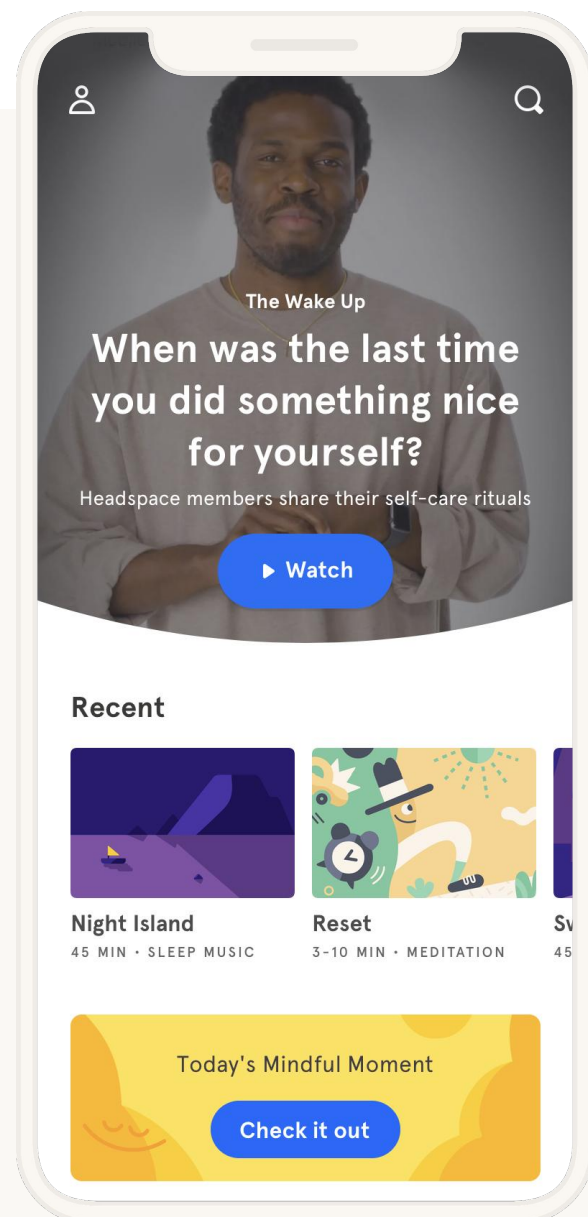 The Wake Up
When was the last time
you did something nice
for yourself?
Headspace members share their self-care rituals
Watch
Recent
Night Island
45 MIN • SLEEP MUSIC
Reset
3-10 MIN • MEDITATION
45
Today's Mindful Moment
Check it out